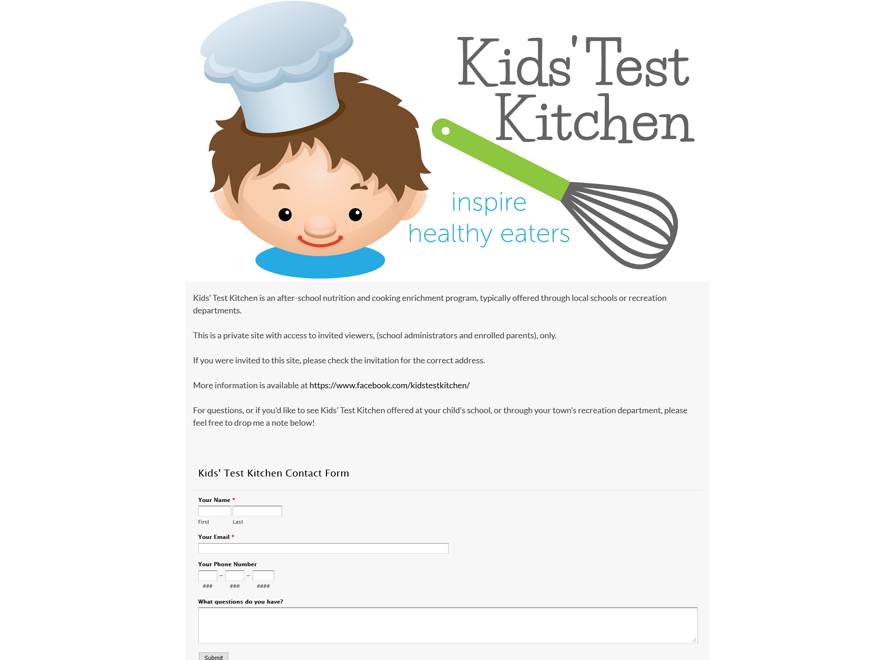 Kids' Test
Kitchen
inspire
healthy eaters
Kids' Test Kitchen is an after-school nutrition and cooking enrichment program, typically offered through local schools or recreation
departments.
This is a private site with access to invited viewers, (school administrators and enrolled parents), only.
If you were invited to this site, please check the invitation for the correct address.
More information is available at https://www.facebook.com/kidstestkitchen/
For questions, or if you'd like to see Kids' Test Kitchen offered at your child's school, or through your town's recreation department, please
feel free to drop me a note below!
Kids' Test Kitchen Contact Form
Your Name *
First Last
Your Email *
Your Phone Number
– –
### ### ####
What questions do you have?
Submit